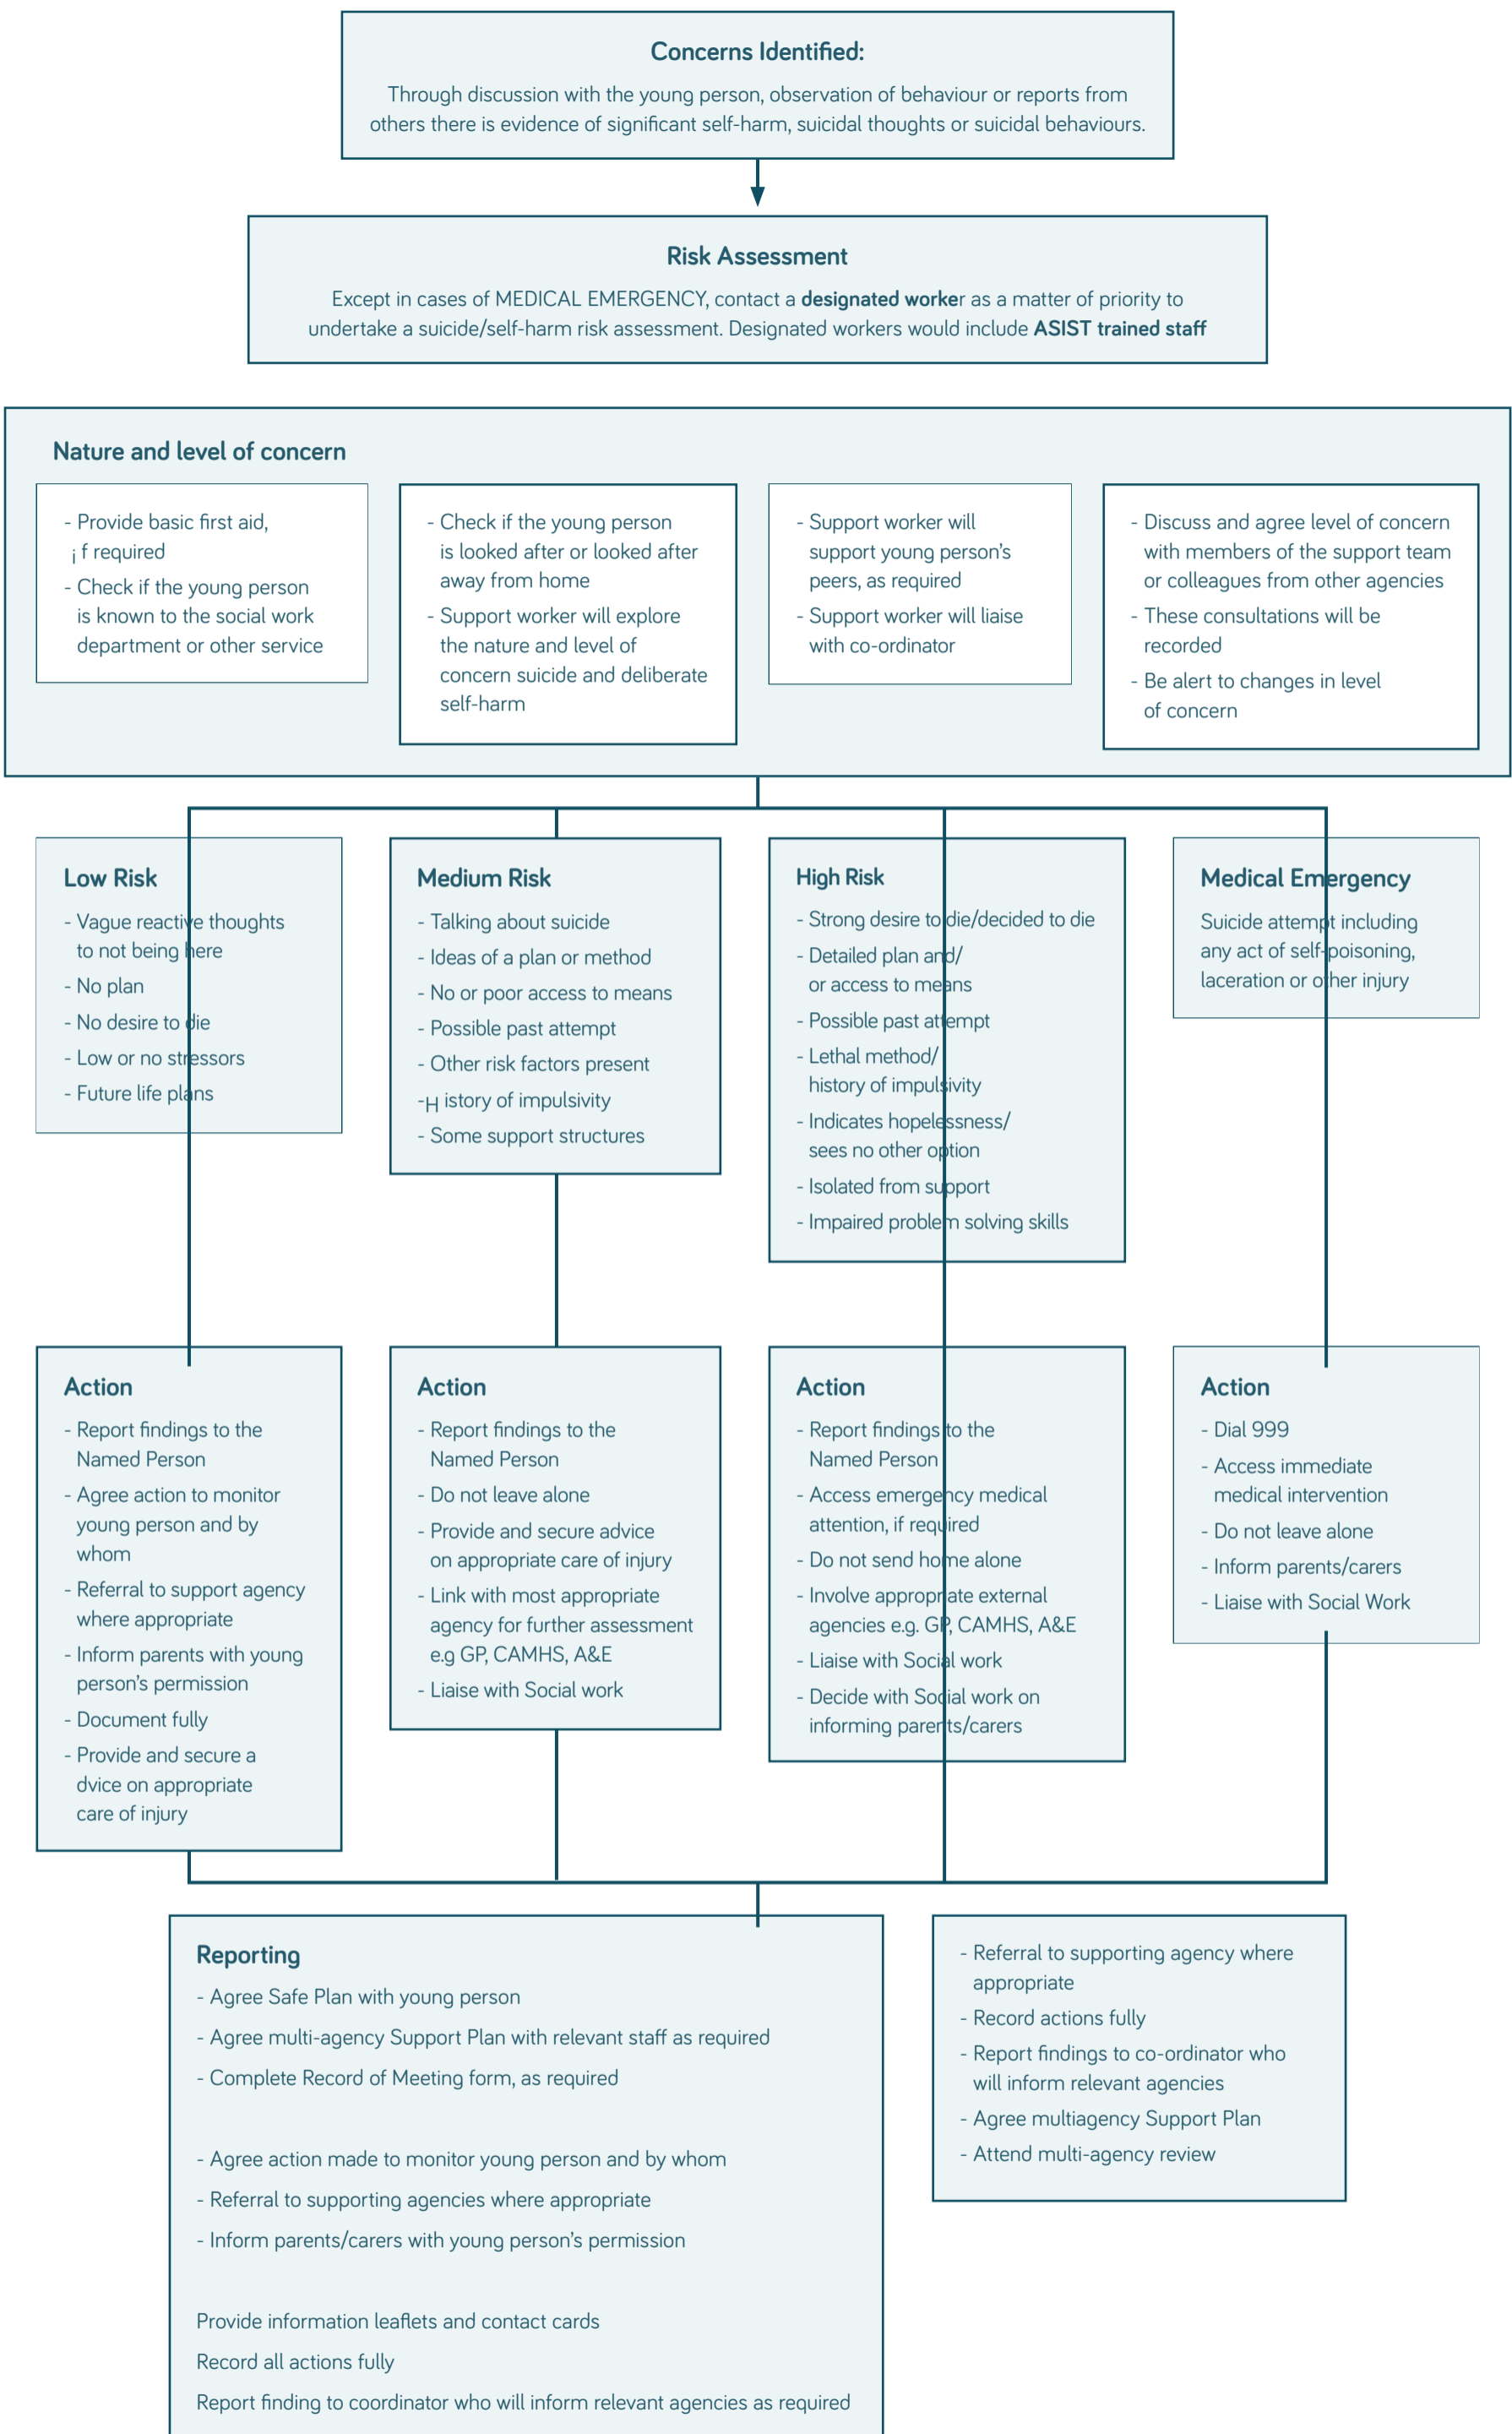 Concerns Identified:
Through discussion with the young person, observation of behaviour or reports from
others there is evidence of significant self-harm, suicidal thoughts or suicidal behaviours.
Risk Assessment
Except in cases of MEDICAL EMERGENCY, contact a designated worker as a matter of priority to
undertake a suicide/self-harm risk assessment. Designated workers would include ASIST trained staff
Nature and level of concern
- Provide basic first aid,
i f required
- Check if the young person
is known to the social work
department or other service
- Check if the young person
is looked after or looked after
away from home
- Support worker will explore
the nature and level of
concern suicide and deliberate
self-harm
- Support worker will
support young person's
peers, as required
- Support worker will liaise
with co-ordinator
- Discuss and agree level of concern
with members of the support team
or colleagues from other agencies
- These consultations will be
recorded
- Be alert to changes in level
of concern
Low Risk
- Vague reactive thoughts
to not being here
- No plan
- No desire to die
- Low or no stressors
- Future life plans
Medium Risk
- Talking about suicide
- Ideas of a plan or method
- No or poor access to means
- Possible past attempt
- Other risk factors present
-H istory of impulsivity
- Some support structures
High Risk
- Strong desire to die/decided to die
- Detailed plan and/
or access to means
- Possible past attempt
- Lethal method/
history of impulsivity
- Indicates hopelessness/
sees no other option
- Isolated from support
- Impaired problem solving skills
Medical Emergency
Suicide attempt including
any act of self-poisoning,
laceration or other injury
Action
- Report findings to the
Named Person
- Agree action to monitor
young person and by
whom
- Referral to support agency
where appropriate
- Inform parents with young
person's permission
- Document fully
- Provide and secure a
dvice on appropriate
care of injury
Action
- Report findings to the
Named Person
- Do not leave alone
- Provide and secure advice
on appropriate care of injury
- Link with most appropriate
agency for further assessment
e.g GP, CAMHS, A&E
- Liaise with Social work
Action
- Report findings to the
Named Person
- Access emergency medical
attention, if required
- Do not send home alone
- Involve appropriate external
agencies e.g. GP, CAMHS, A&E
- Liaise with Social work
- Decide with Social work on
informing parents/carers
Action
- Dial 999
- Access immediate
medical intervention
- Do not leave alone
- Inform parents/carers
- Liaise with Social Work
Reporting
- Agree Safe Plan with young person
- Agree multi-agency Support Plan with relevant staff as required
- Complete Record of Meeting form, as required
- Agree action made to monitor young person and by whom
- Referral to supporting agencies where appropriate
- Inform parents/carers with young person's permission
Provide information leaflets and contact cards
Record all actions fully
Report finding to coordinator who will inform relevant agencies as required
- Referral to supporting agency where
appropriate
- Record actions fully
- Report findings to co-ordinator who
will inform relevant agencies
- Agree multiagency Support Plan
- Attend multi-agency review